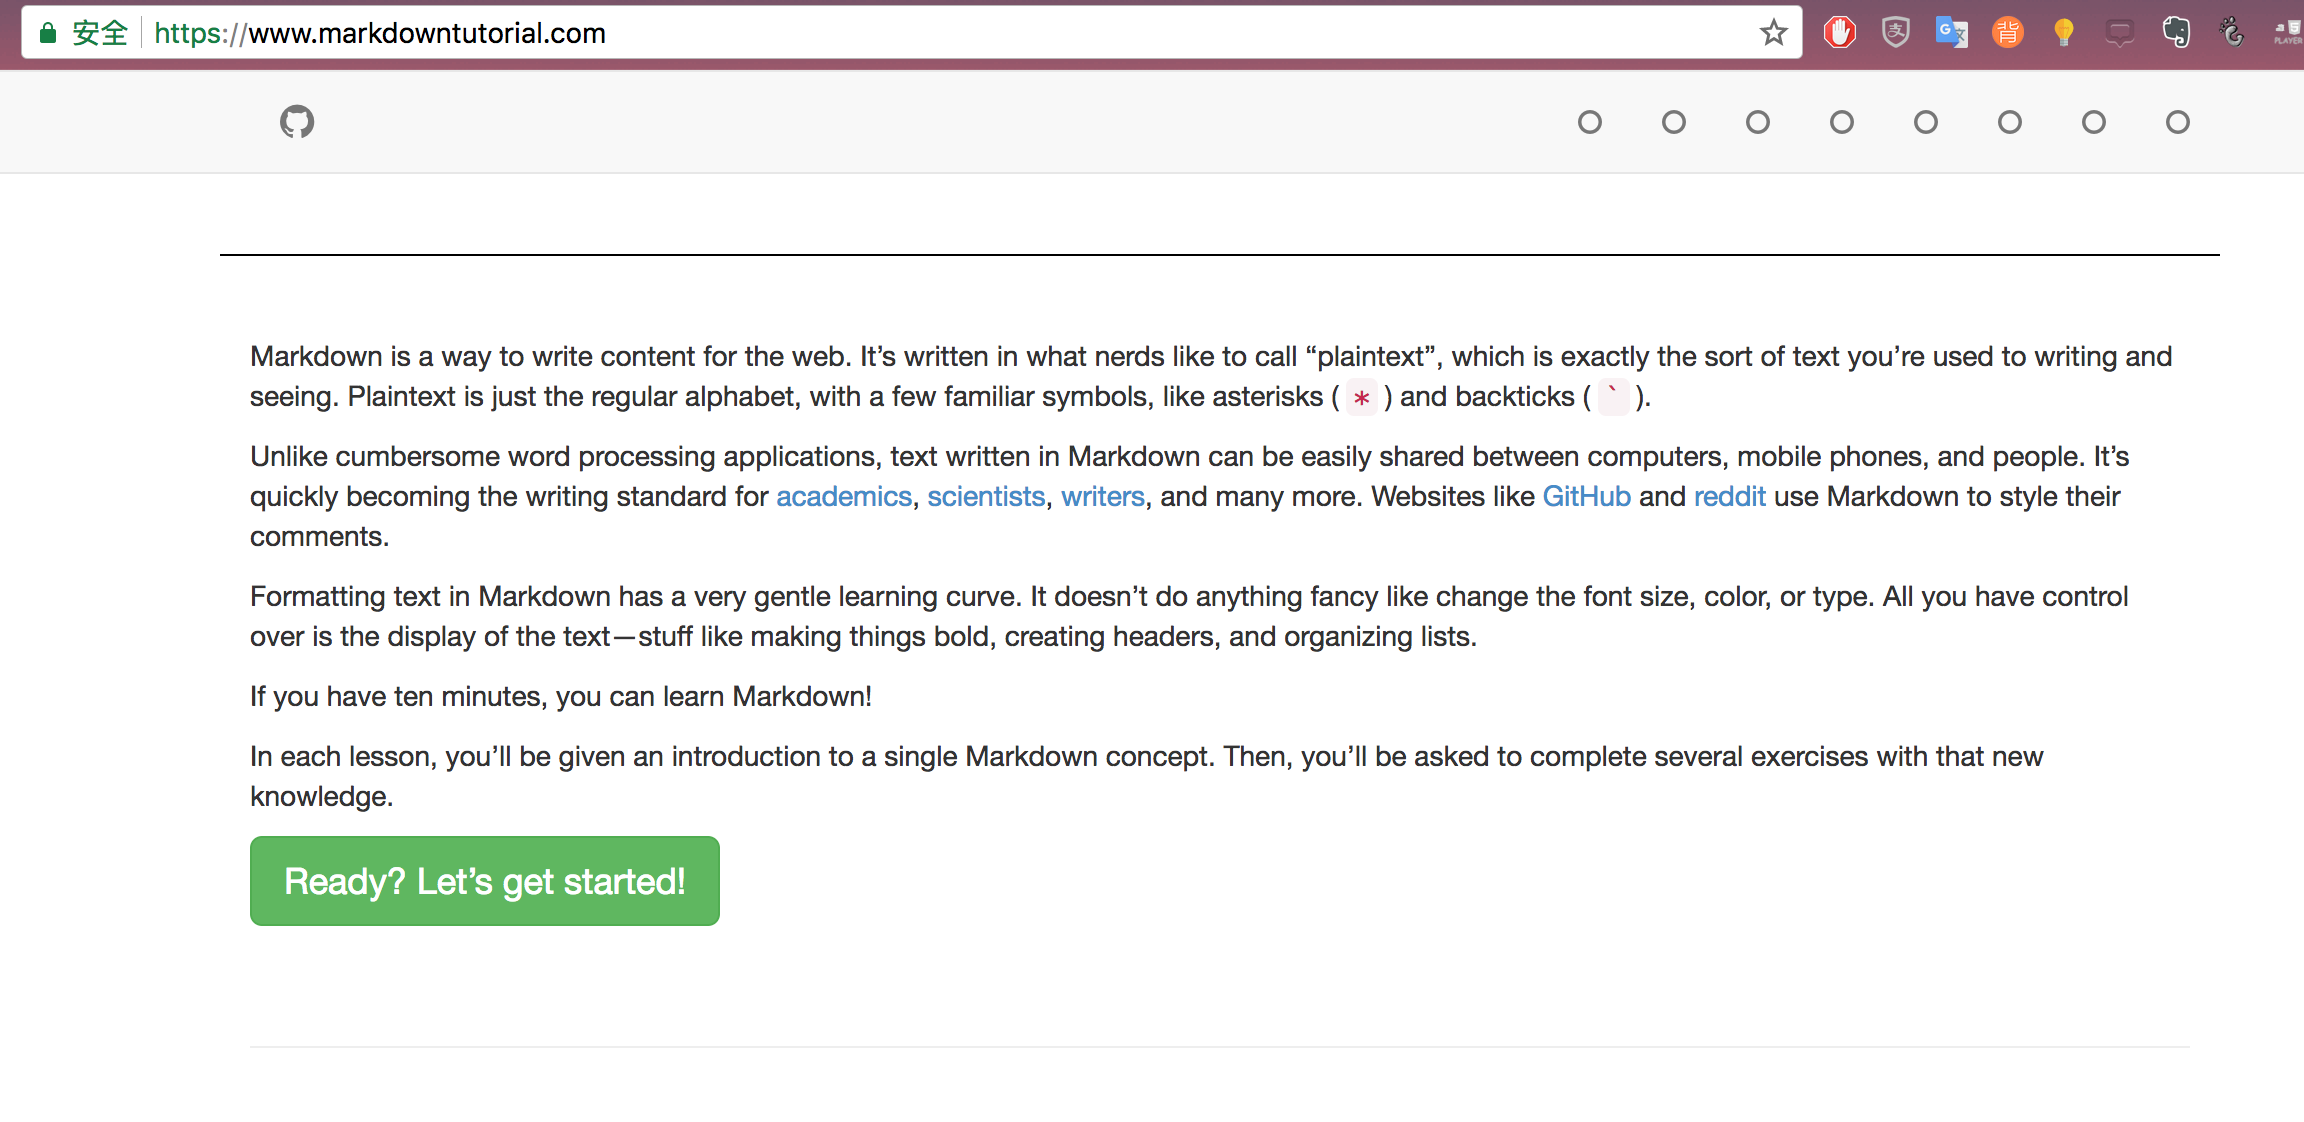 安全 https://www.markdowntutorial.com
支 G 文 背 PLAYER
Markdown is a way to write content for the web. It’s written in what nerds like to call “plaintext”, which is exactly the sort of text you’re used to writing and
seeing. Plaintext is just the regular alphabet, with a few familiar symbols, like asterisks ( * ) and backticks ( ` ).
Unlike cumbersome word processing applications, text written in Markdown can be easily shared between computers, mobile phones, and people. It’s
quickly becoming the writing standard for academics, scientists, writers, and many more. Websites like GitHub and reddit use Markdown to style their
comments.
Formatting text in Markdown has a very gentle learning curve. It doesn’t do anything fancy like change the font size, color, or type. All you have control
over is the display of the text—stuff like making things bold, creating headers, and organizing lists.
If you have ten minutes, you can learn Markdown!
In each lesson, you’ll be given an introduction to a single Markdown concept. Then, you’ll be asked to complete several exercises with that new
knowledge.
Ready? Let’s get started!